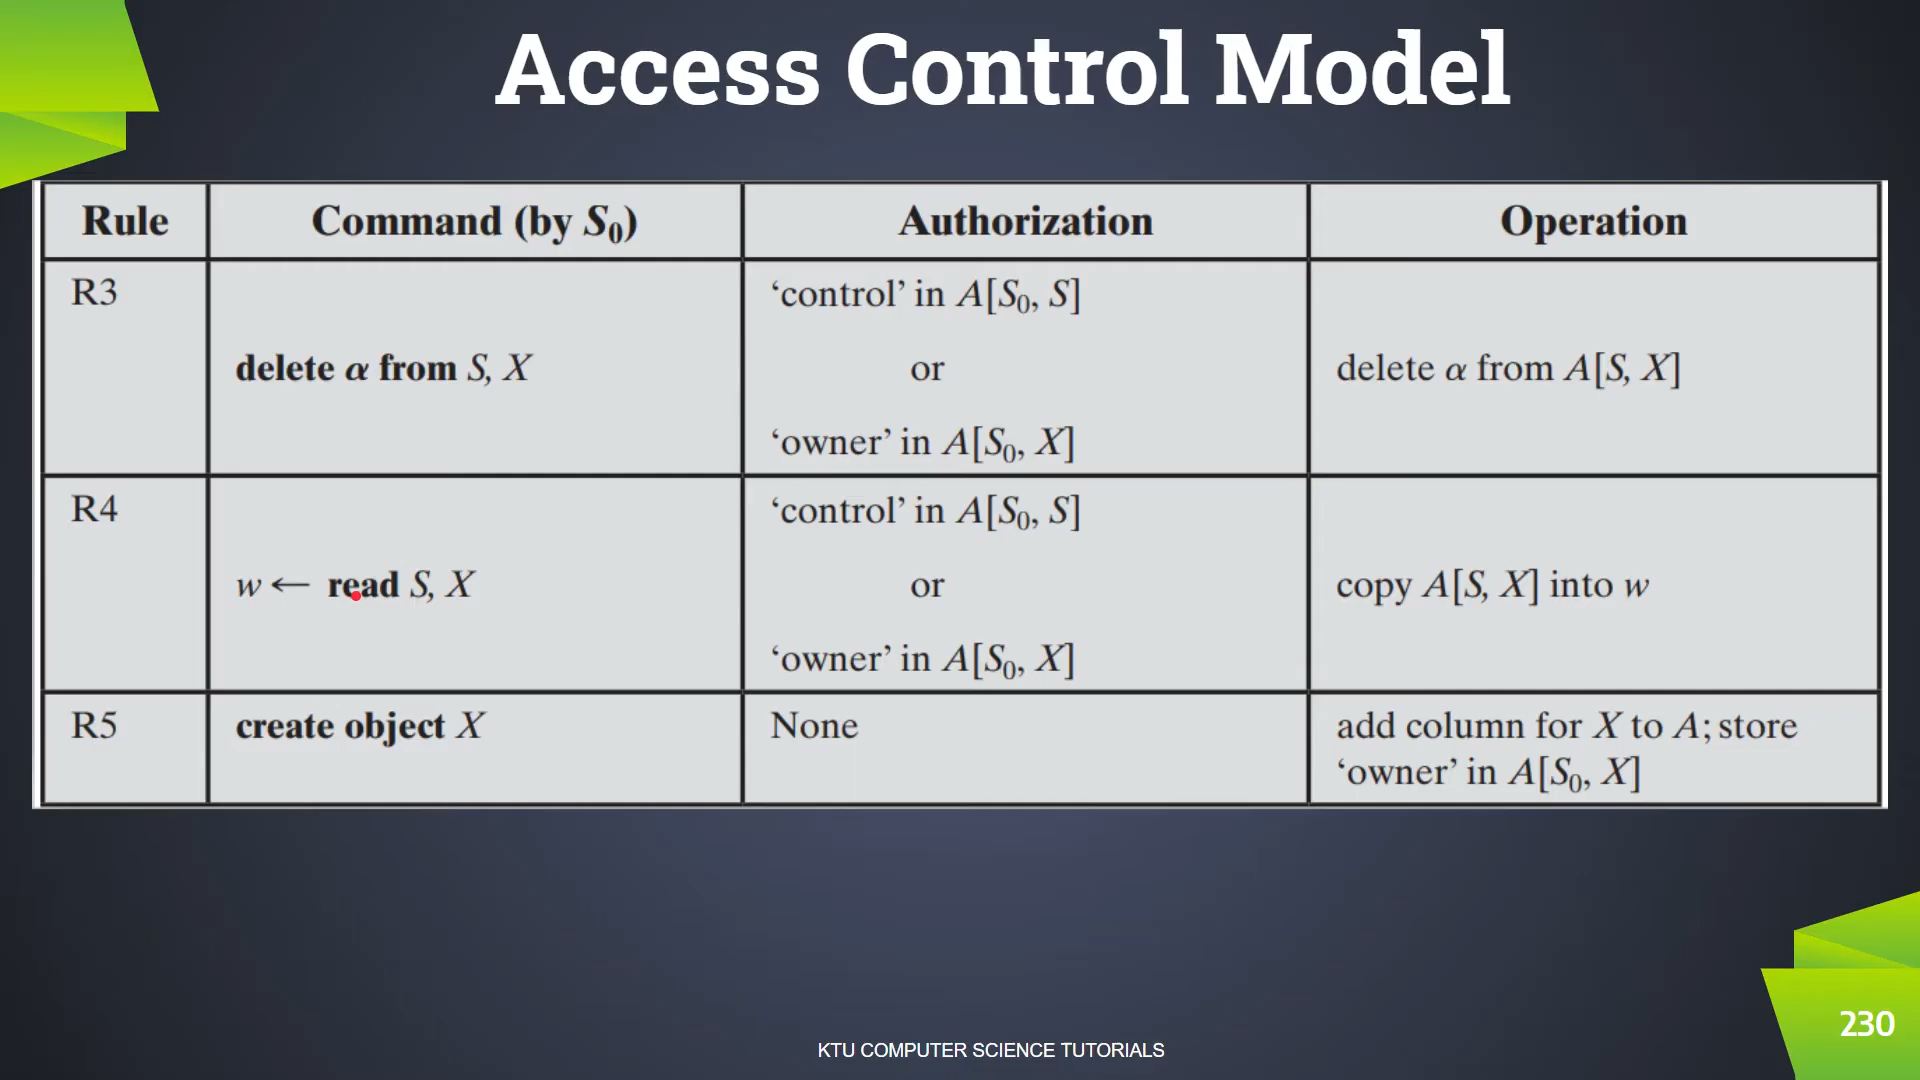 Access Control Model
Rule Command (by S₀) Authorization Operation
R3
delete α from S, X
‘control’ in A[S₀, S]
or
‘owner’ in A[S₀, X]
delete α from A[S, X]
R4
w ← read S, X
‘control’ in A[S₀, S]
or
‘owner’ in A[S₀, X]
copy A[S, X] into w
R5
create object X
None
add column for X to A; store
‘owner’ in A[S₀, X]
230
KTU COMPUTER SCIENCE TUTORIALS